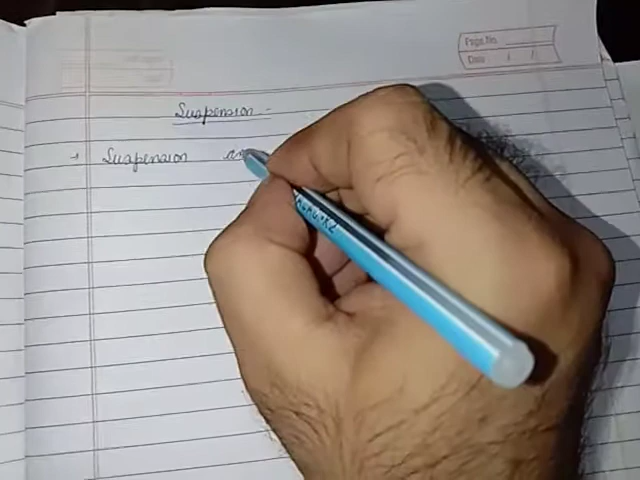 Page No.
Date / /
Suspension -
→ Suspension